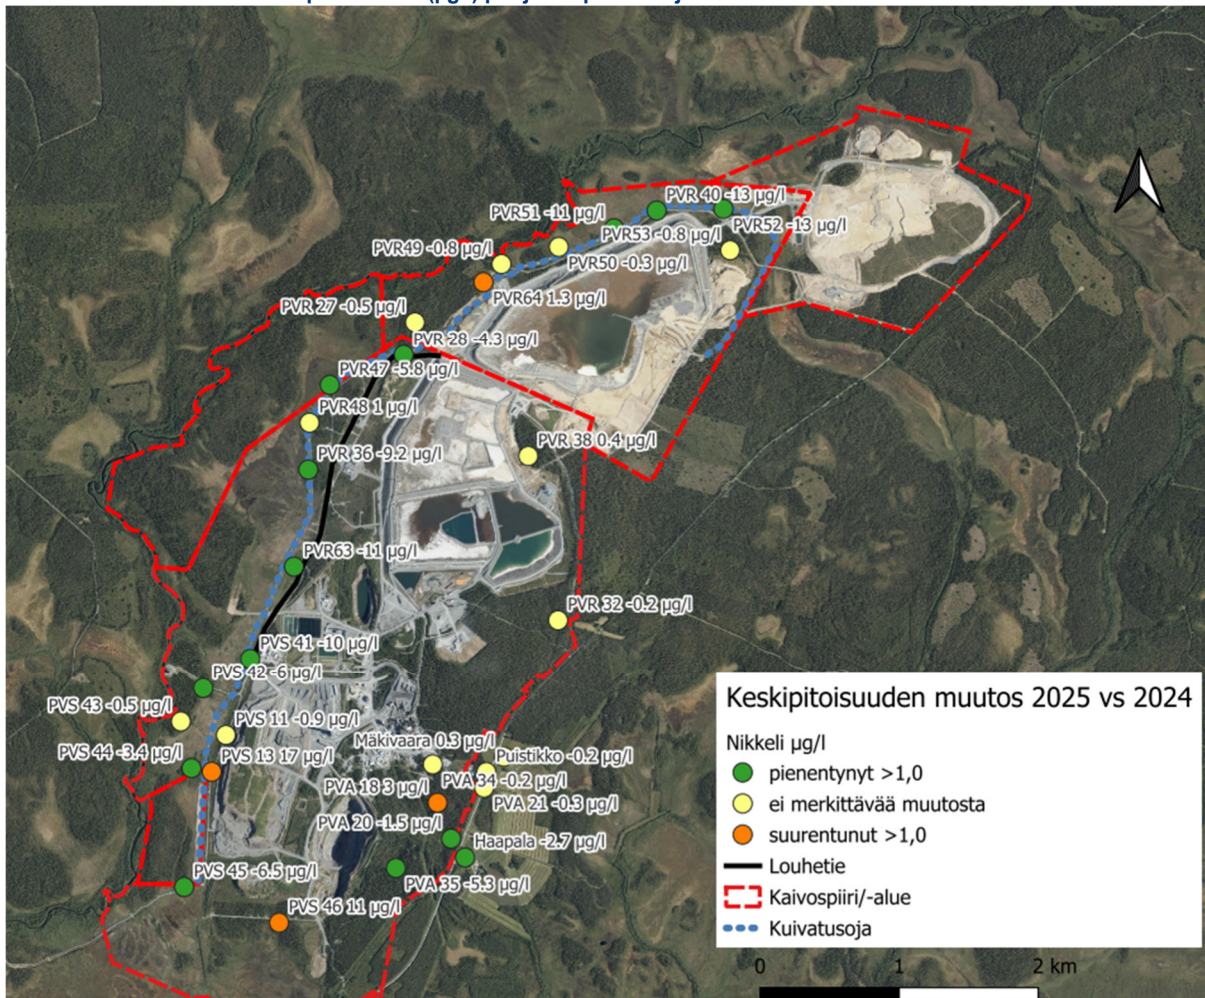 PVR 40 -13 µg/l
PVR51 -11 µg/l
PVR52 -13 µg/l
PVR53 -0.8 µg/l
PVR49 -0.8 µg/l
PVR50 -0.3 µg/l
PVR64 1.3 µg/l
PVR 27 -0.5 µg/l
PVR 28 -4.3 µg/l
PVR47 -5.8 µg/l
PVR48 1 µg/l
PVR 38 0.4 µg/l
PVR 36 -9.2 µg/l
PVR63 -11 µg/l
PVR 32 -0.2 µg/l
PVS 41 -10 µg/l
PVS 42 -6 µg/l
PVS 43 -0.5 µg/l
PVS 11 -0.9 µg/l
PVS 44 -3.4 µg/l
PVS 13 17 µg/l
Mäkivaara 0.3 µg/l
Puistikko -0.2 µg/l
PVA 18 3 µg/l
PVA 34 -0.2 µg/l
PVA 21 -0.3 µg/l
PVA 20 -1.5 µg/l
Haapala -2.7 µg/l
PVS 45 -6.5 µg/l
PVA 35 -5.3 µg/l
PVS 46 11 µg/l
Keskipitoisuuden muutos 2025 vs 2024
Nikkeli µg/l
pienentynyt >1,0
ei merkittävää muutosta
suurentunut >1,0
Louhetie
Kaivospiiri/-alue
Kuivatusoja
0 1 2 km